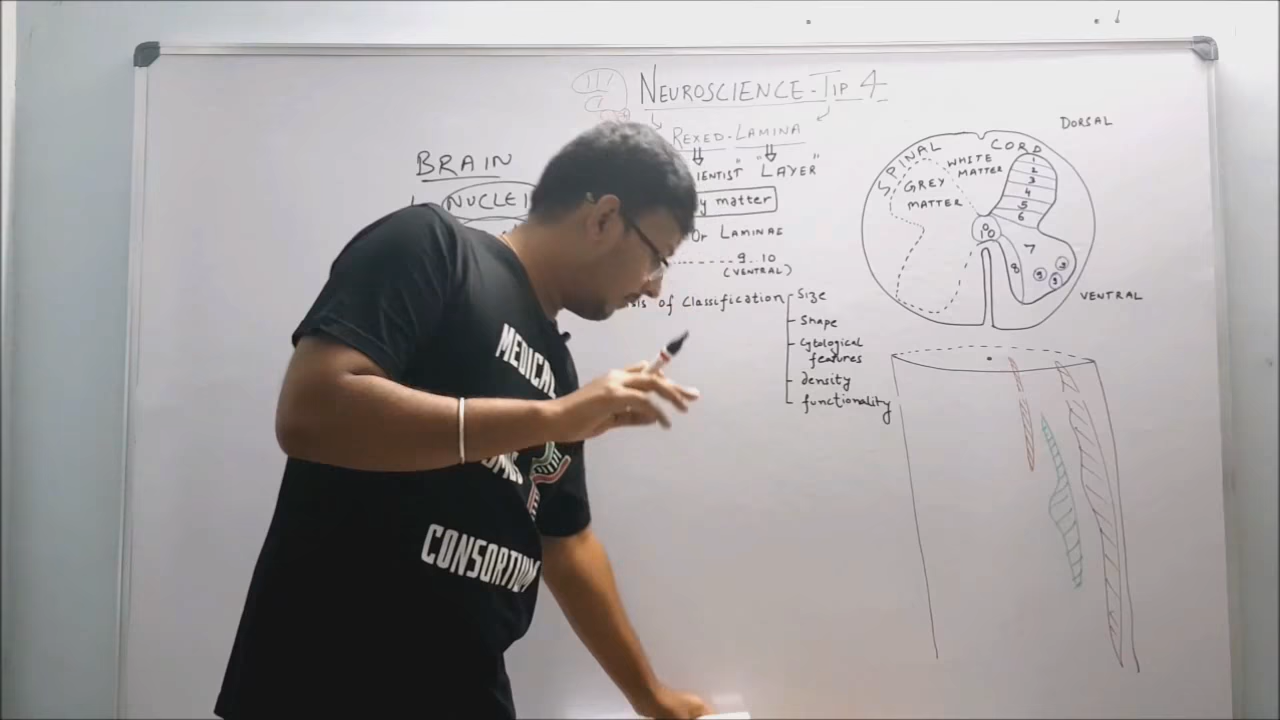 NEUROSCIENCE - TIP 4
REXED - LAMINA
"LAYER"
y matter
Or LAMINAE
9..10
(VENTRAL)
of Classification
Size
Shape
Cytological
features
density
functionality
BRAIN
NUCLEI
DORSAL
SPINAL CORD
WHITE
MATTER
GREY
MATTER
1
2
3
4
5
6
10
7
8
9
9
9
VENTRAL
MEDICAL
CONSORTIUM